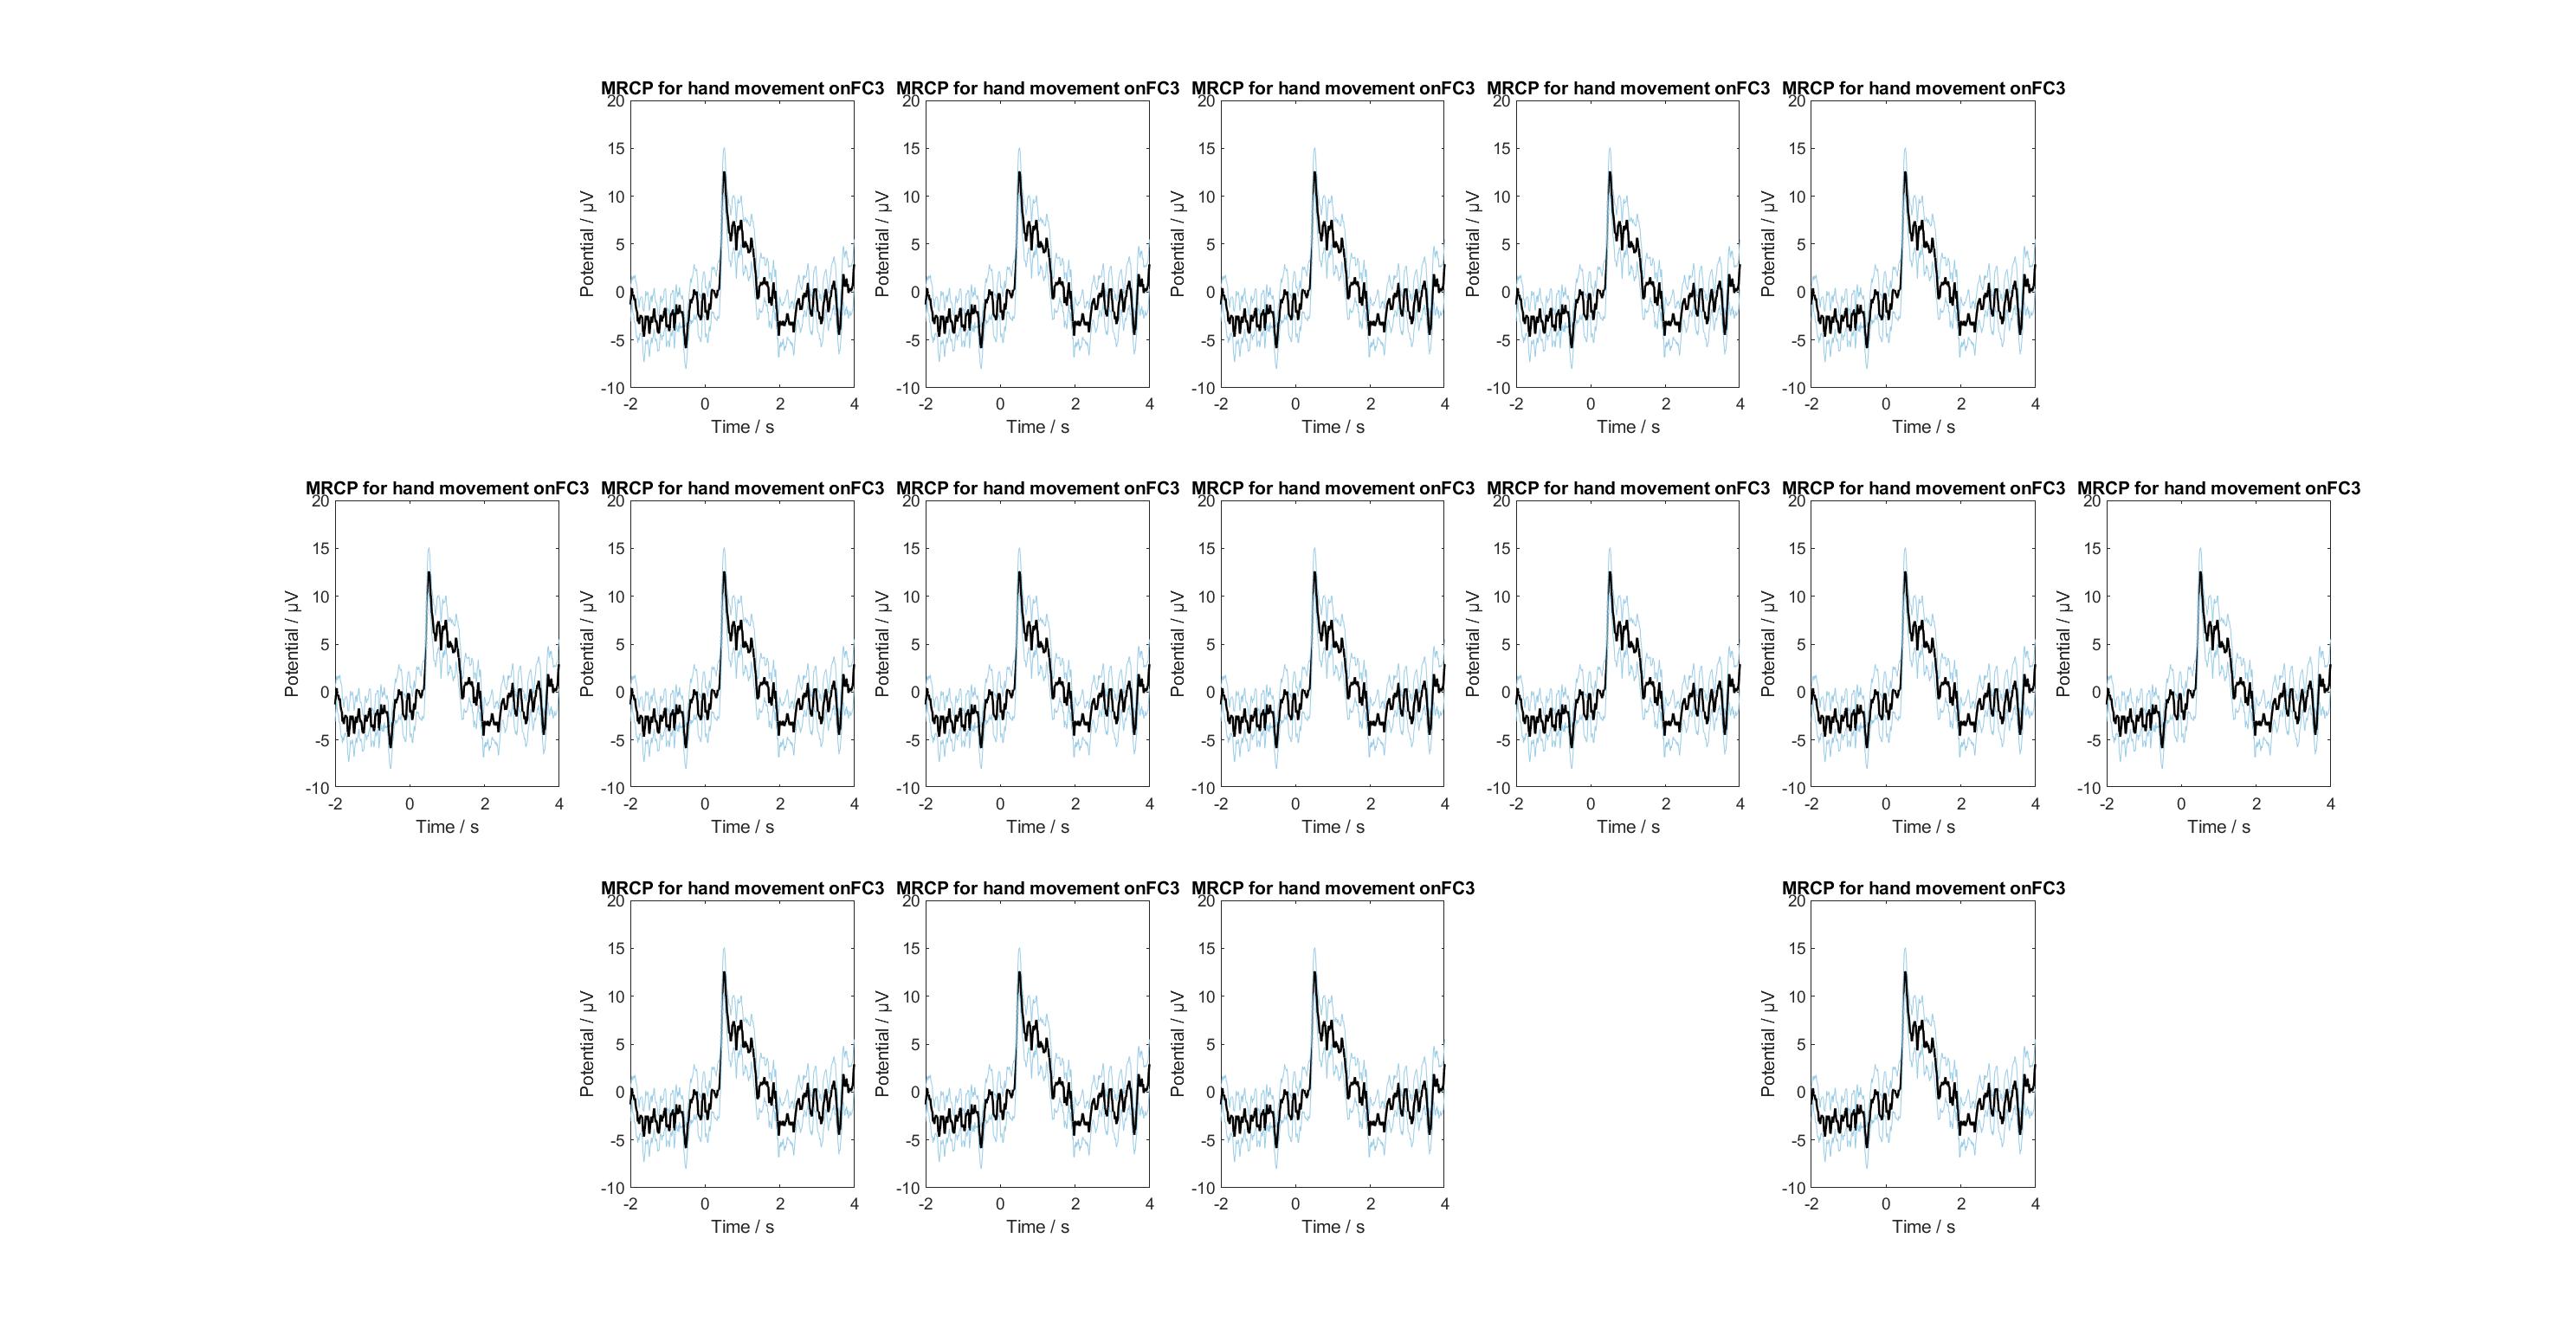 MRCP for hand movement onFC3 MRCP for hand movement onFC3 MRCP for hand movement onFC3 MRCP for hand movement onFC3 MRCP for hand movement onFC3
20 20 20 20 20
15 15 15 15 15
10 10 10 10 10
5 5 5 5 5
0 0 0 0 0
-5 -5 -5 -5 -5
-10 -10 -10 -10 -10
Potential / µV Potential / µV Potential / µV Potential / µV Potential / µV
-2 0 2 4 -2 0 2 4 -2 0 2 4 -2 0 2 4 -2 0 2 4
Time / s Time / s Time / s Time / s Time / s
MRCP for hand movement onFC3 MRCP for hand movement onFC3 MRCP for hand movement onFC3 MRCP for hand movement onFC3 MRCP for hand movement onFC3 MRCP for hand movement onFC3 MRCP for hand movement onFC3
20 20 20 20 20 20 20
15 15 15 15 15 15 15
10 10 10 10 10 10 10
5 5 5 5 5 5 5
0 0 0 0 0 0 0
-5 -5 -5 -5 -5 -5 -5
-10 -10 -10 -10 -10 -10 -10
Potential / µV Potential / µV Potential / µV Potential / µV Potential / µV Potential / µV Potential / µV
-2 0 2 4 -2 0 2 4 -2 0 2 4 -2 0 2 4 -2 0 2 4 -2 0 2 4 -2 0 2 4
Time / s Time / s Time / s Time / s Time / s Time / s Time / s
MRCP for hand movement onFC3 MRCP for hand movement onFC3 MRCP for hand movement onFC3 MRCP for hand movement onFC3
20 20 20 20
15 15 15 15
10 10 10 10
5 5 5 5
0 0 0 0
-5 -5 -5 -5
-10 -10 -10 -10
Potential / µV Potential / µV Potential / µV Potential / µV
-2 0 2 4 -2 0 2 4 -2 0 2 4 -2 0 2 4
Time / s Time / s Time / s Time / s